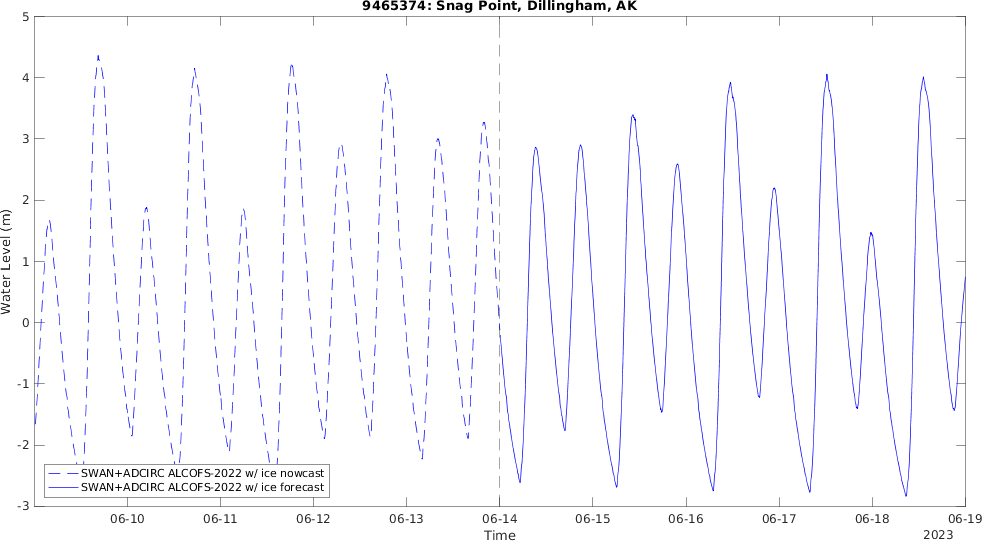 9465374: Snag Point, Dillingham, AK
5
4
3
2
1
0
-1
-2
-3
Water Level (m)
SWAN+ADCIRC ALCOFS-2022 w/ ice nowcast
SWAN+ADCIRC ALCOFS-2022 w/ ice forecast
06-10 06-11 06-12 06-13 06-14 06-15 06-16 06-17 06-18 06-19
Time
2023